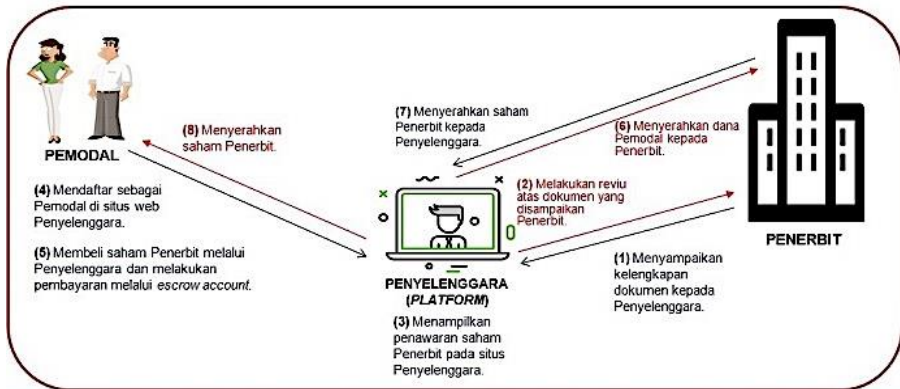 PEMODAL
(8) Menyerahkan
saham Penerbit.
(4) Mendaftar sebagai
Pemodal di situs web
Penyelenggara.
(5) Membeli saham Penerbit melalui
Penyelenggara dan melakukan
pembayaran melalui escrow account.
(7) Menyerahkan saham
Penerbit kepada
Penyelenggara.
(6) Menyerahkan dana
Pemodal kepada
Penerbit.
(2) Melakukan reviu
atas dokumen yang
disampaikan
Penerbit.
PENYELENGGARA
(PLATFORM)
(3) Menampilkan
penawaran saham
Penerbit pada situs
Penyelenggara.
PENERBIT
(1) Menyampaikan
kelengkapan
dokumen kepada
Penyelenggara.